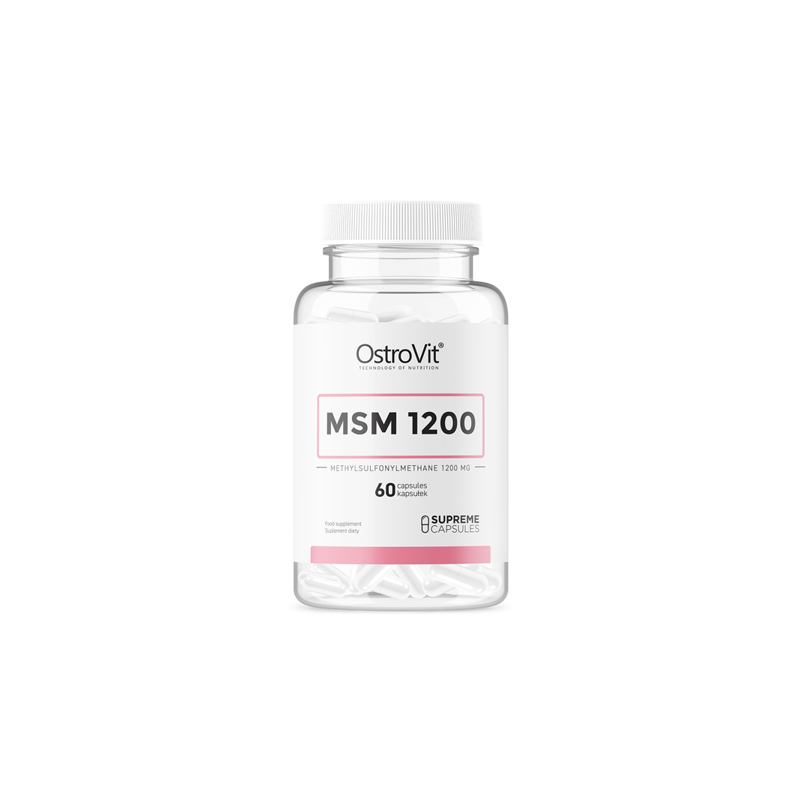 OstroVit®
TECHNOLOGY OF NUTRITION
MSM 1200
METHYLSULFONYLMETHANE 1200 MG
60 capsules
kapsułek
Food supplement
Suplement diety
SUPREME
CAPSULES